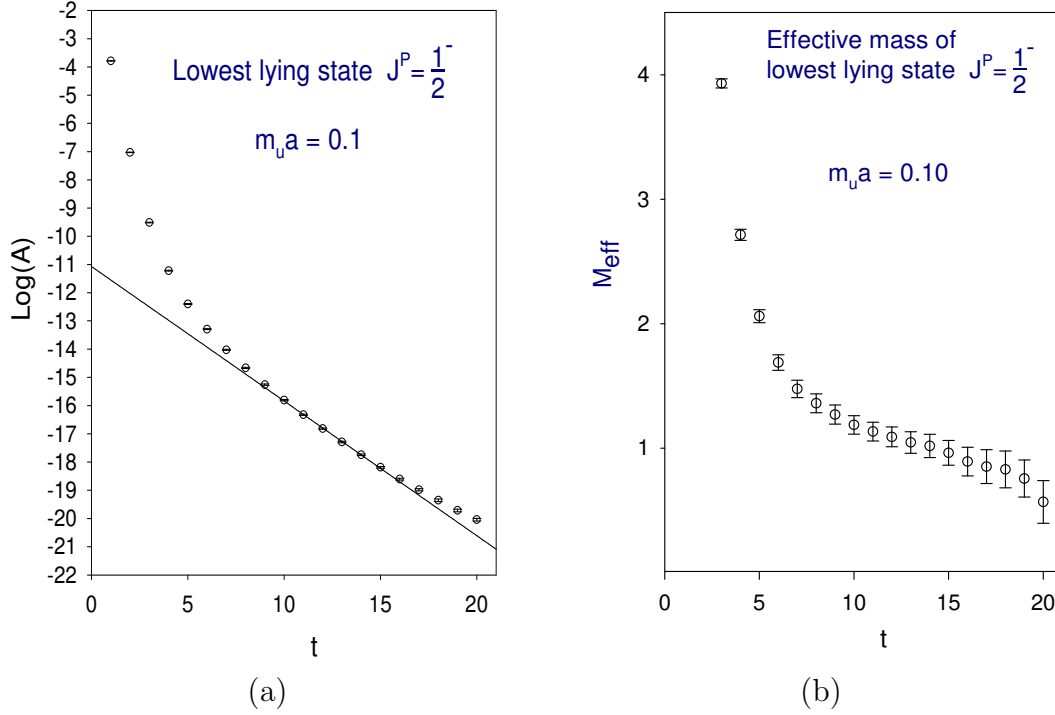 -2
-3
-4
-5
-6
-7
-8
-9
-10
-11
-12
-13
-14
-15
-16
-17
-18
-19
-20
-21
-22
Log(A)
Lowest lying state J^P = 1/2^-
m_u a = 0.1
0 5 10 15 20
t
(a)
4
3
2
1
M_eff
Effective mass of
lowest lying state J^P = 1/2^-
m_u a = 0.10
0 5 10 15 20
t
(b)